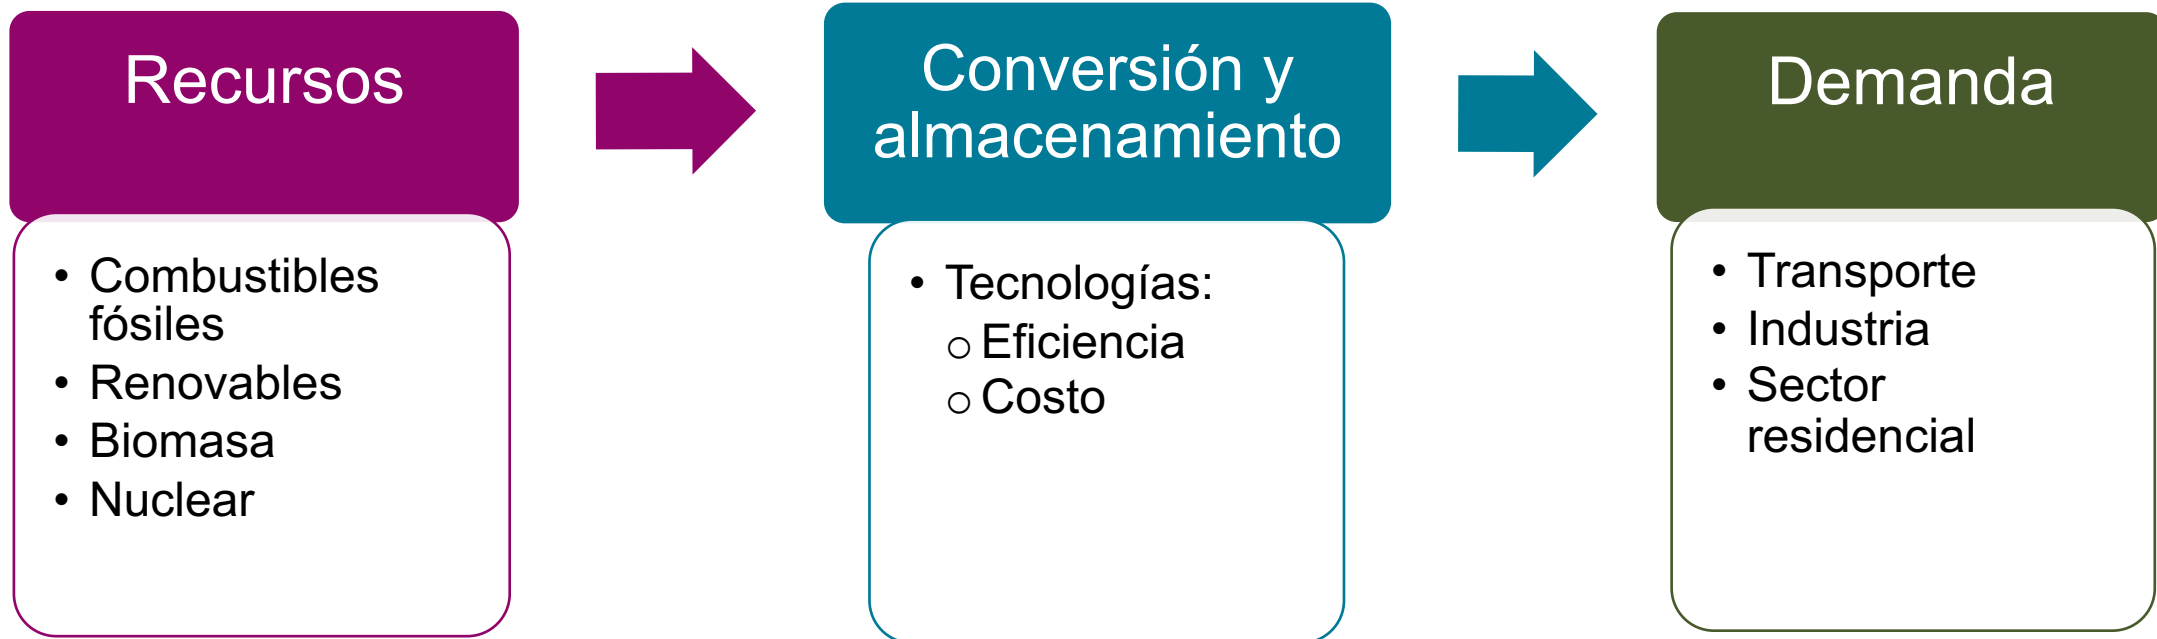 Recursos
• Combustibles
fósiles
• Renovables
• Biomasa
• Nuclear
Conversión y
almacenamiento
• Tecnologías:
o Eficiencia
o Costo
Demanda
• Transporte
• Industria
• Sector
residencial